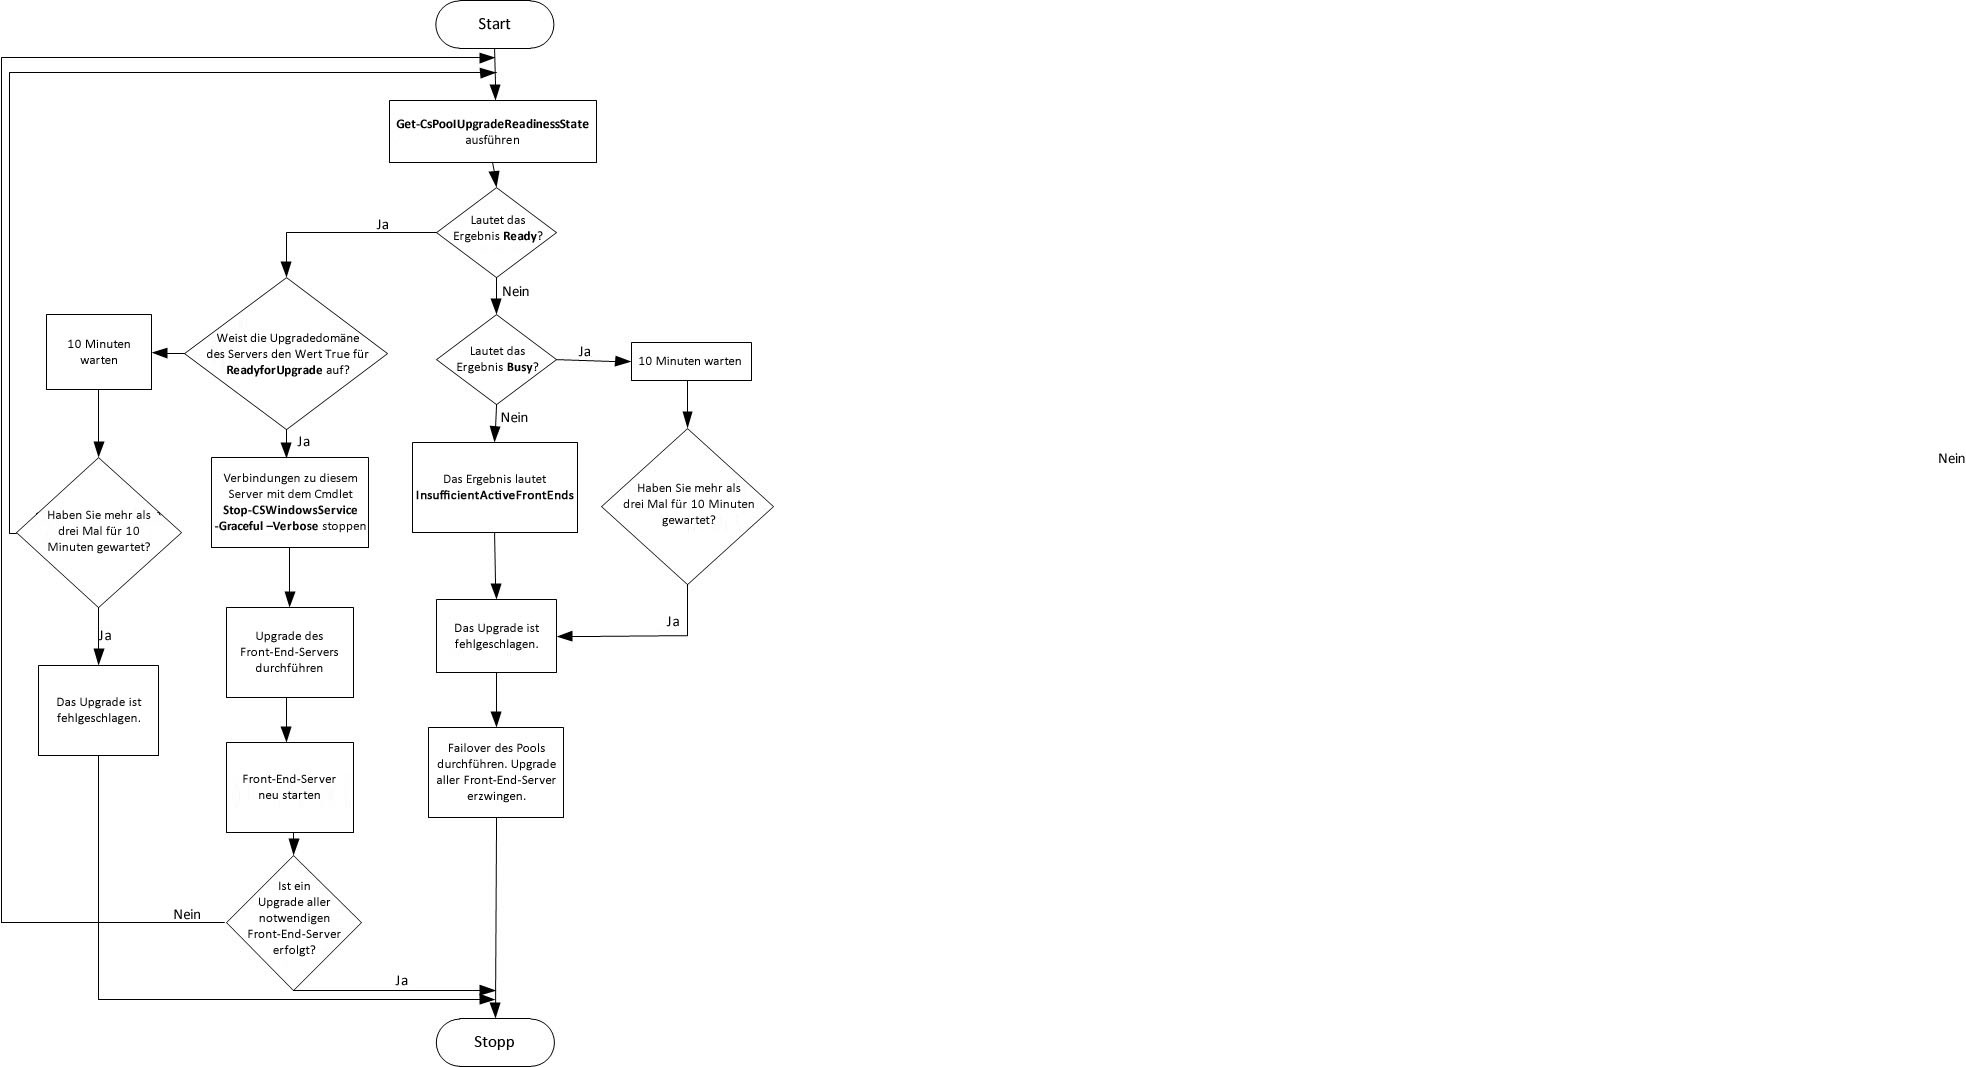 Start
Get-CsPoolUpgradeReadinessState
ausführen
Lautet das
Ergebnis Ready?
Ja
Nein
Weist die Upgradedomäne
des Servers den Wert True für
ReadyforUpgrade auf?
10 Minuten
warten
Lautet das
Ergebnis Busy?
Ja
10 Minuten warten
Nein
Ja
Verbindungen zu diesem
Server mit dem Cmdlet
Stop-CSWindowsService
-Graceful –Verbose stoppen
Das Ergebnis lautet
InsufficientActiveFrontEnds
Haben Sie mehr als
drei Mal für 10 Minuten
gewartet?
Nein
Haben Sie mehr als
drei Mal für 10
Minuten gewartet?
Ja
Upgrade des
Front-End-Servers
durchführen
Das Upgrade ist
fehlgeschlagen.
Ja
Das Upgrade ist
fehlgeschlagen.
Front-End-Server
neu starten
Failover des Pools
durchführen. Upgrade
aller Front-End-Server
erzwingen.
Ist ein
Upgrade aller
notwendigen
Front-End-Server
erfolgt?
Nein
Ja
Stopp